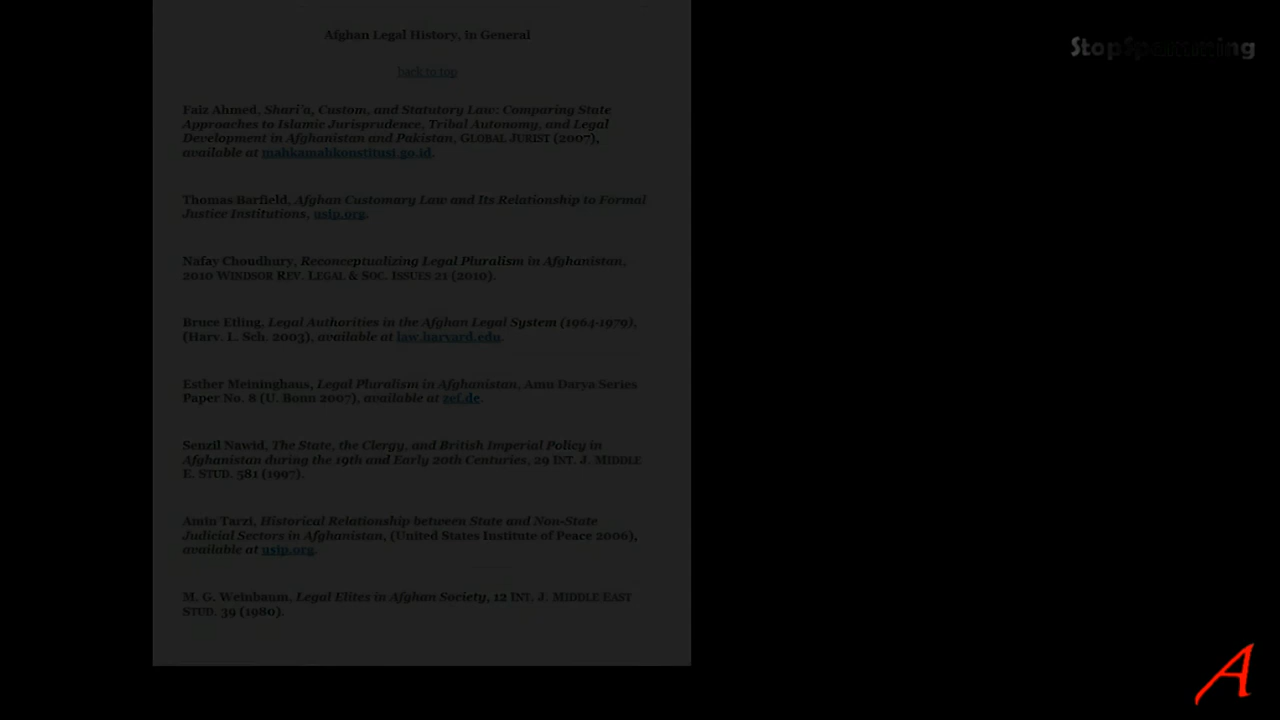 Afghan Legal History, in General
StopSpamming
back to top
Faiz Ahmed, Shari'a, Custom, and Statutory Law: Comparing State
Approaches to Islamic Jurisprudence, Tribal Autonomy, and Legal
Development in Afghanistan and Pakistan, GLOBAL JURIST (2007),
available at mahkamahkonstitusi.go.id.
Thomas Barfield, Afghan Customary Law and Its Relationship to Formal
Justice Institutions, usip.org.
Nafay Choudhury, Reconceptualizing Legal Pluralism in Afghanistan,
2010 WINDSOR REV. LEGAL & SOC. ISSUES 21 (2010).
Bruce Etling, Legal Authorities in the Afghan Legal System (1964-1979),
(Harv. L. Sch. 2003), available at law.harvard.edu.
Esther Meininghaus, Legal Pluralism in Afghanistan, Amu Darya Series
Paper No. 8 (U. Bonn 2007), available at zef.de.
Senzil Nawid, The State, the Clergy, and British Imperial Policy in
Afghanistan during the 19th and Early 20th Centuries, 29 INT. J. MIDDLE
E. STUD. 581 (1997).
Amin Tarzi, Historical Relationship between State and Non-State
Judicial Sectors in Afghanistan, (United States Institute of Peace 2006),
available at usip.org.
M. G. Weinbaum, Legal Elites in Afghan Society, 12 INT. J. MIDDLE EAST
STUD. 39 (1980).
A